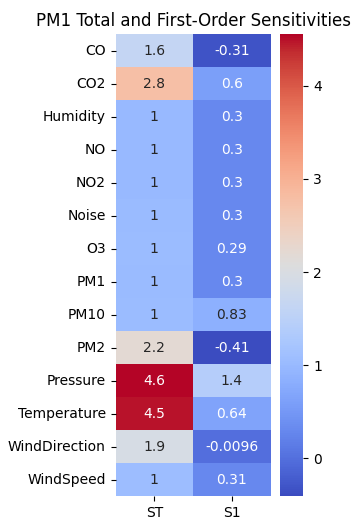 PM1 Total and First-Order Sensitivities
CO 1.6 -0.31
CO2 2.8 0.6
Humidity 1 0.3
NO 1 0.3
NO2 1 0.3
Noise 1 0.3
O3 1 0.29
PM1 1 0.3
PM10 1 0.83
PM2 2.2 -0.41
Pressure 4.6 1.4
Temperature 4.5 0.64
WindDirection 1.9 -0.0096
WindSpeed 1 0.31
ST S1
4
3
2
1
0